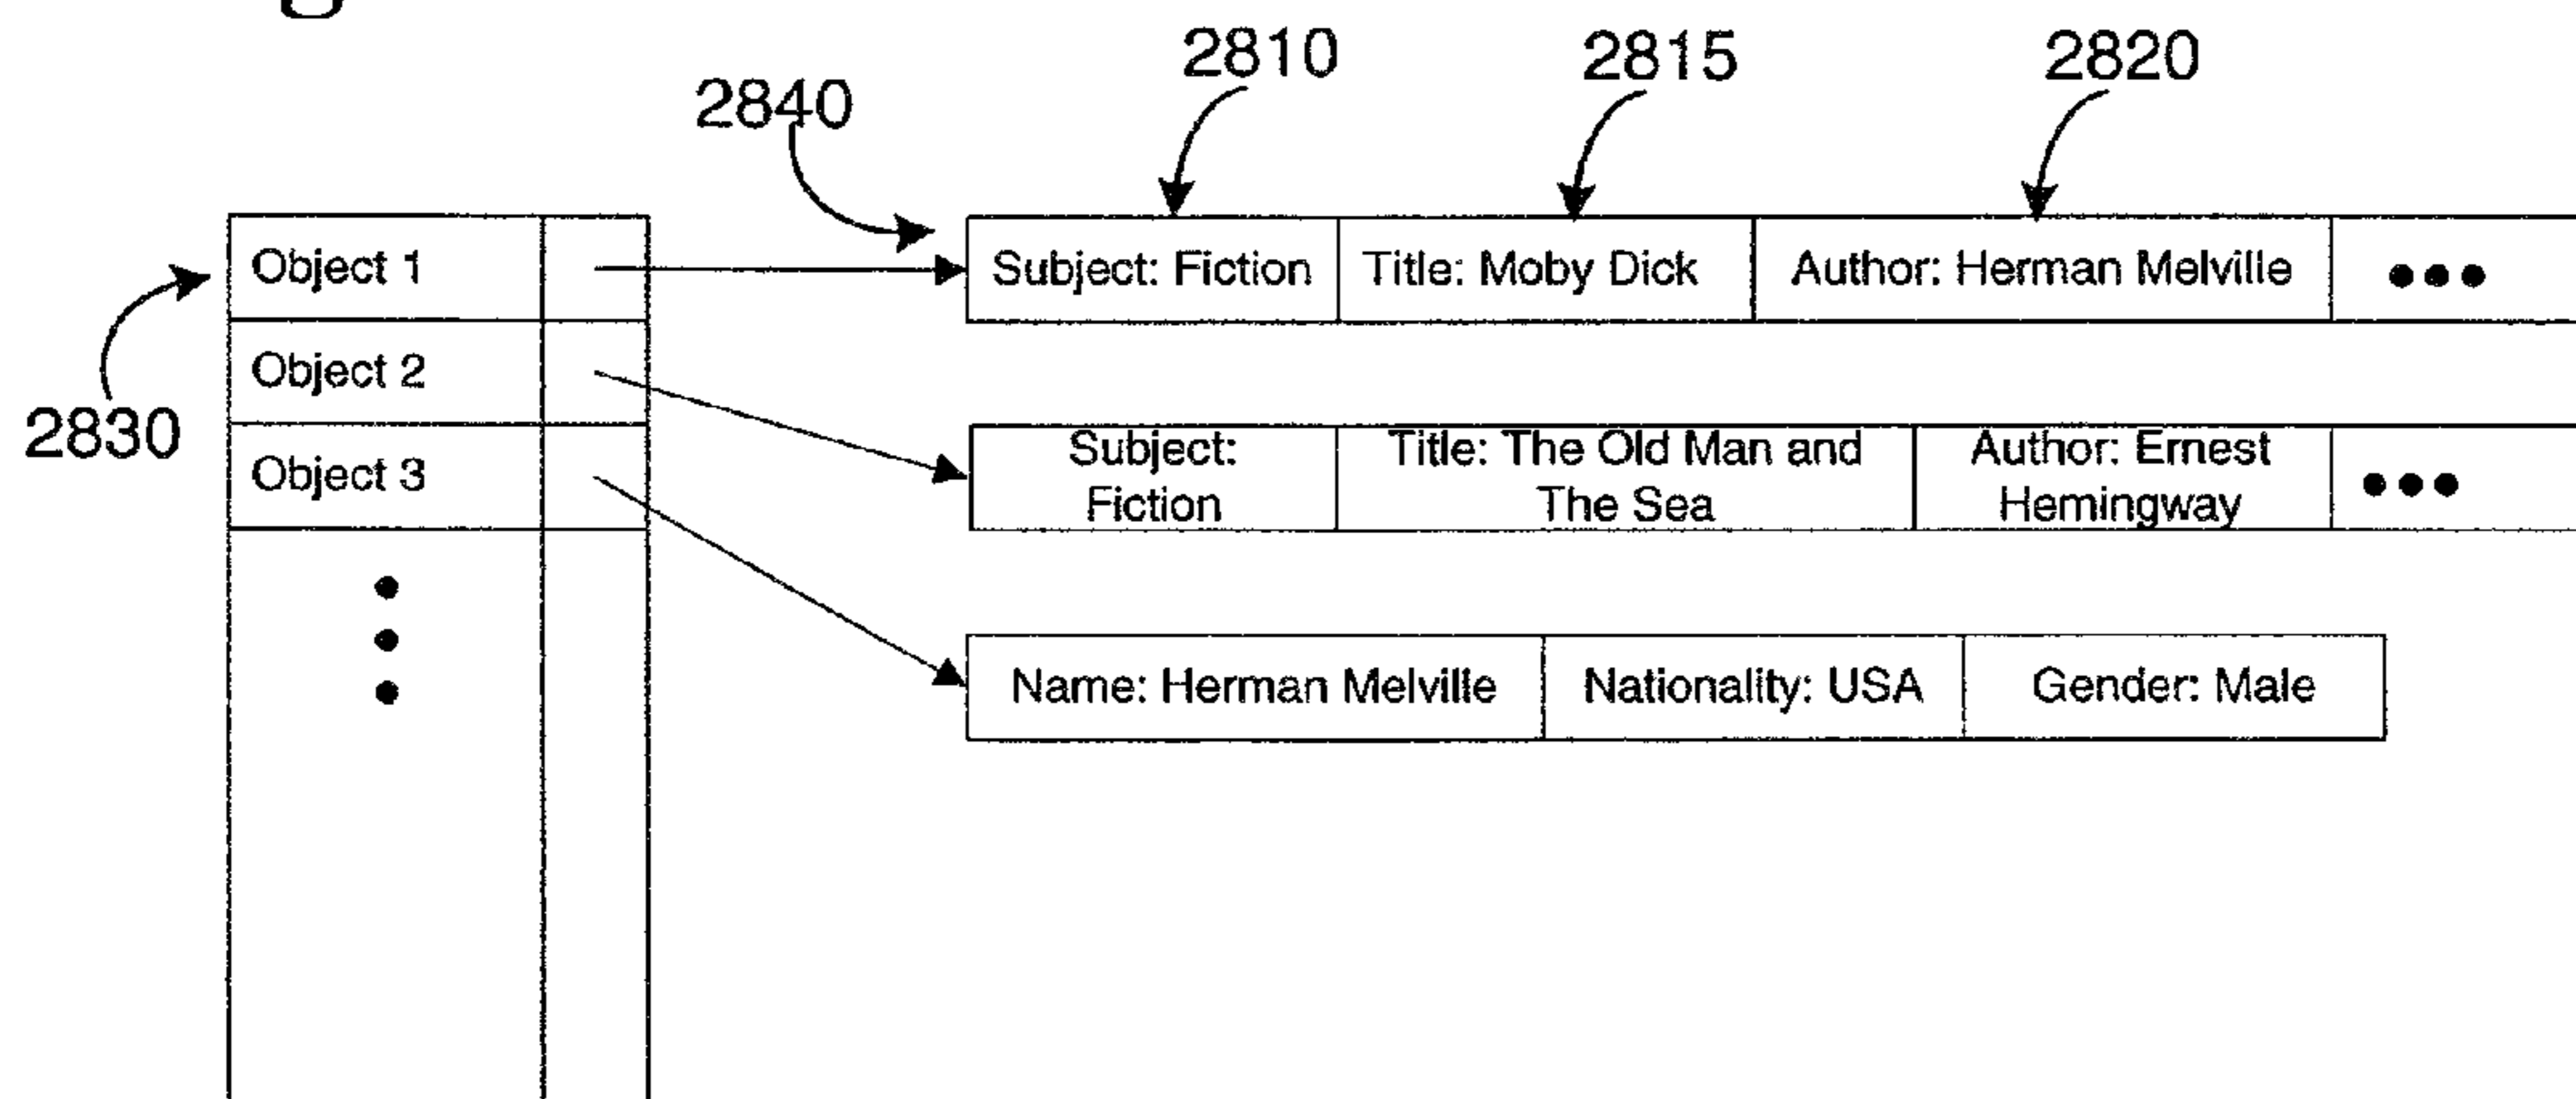 2810
2815
2820
2840
Object 1
Subject: Fiction
Title: Moby Dick
Author: Herman Melville
2830
Object 2
Object 3
Subject:
Fiction
Title: The Old Man and
The Sea
Author: Ernest
Hemingway
Name: Herman Melville
Nationality: USA
Gender: Male